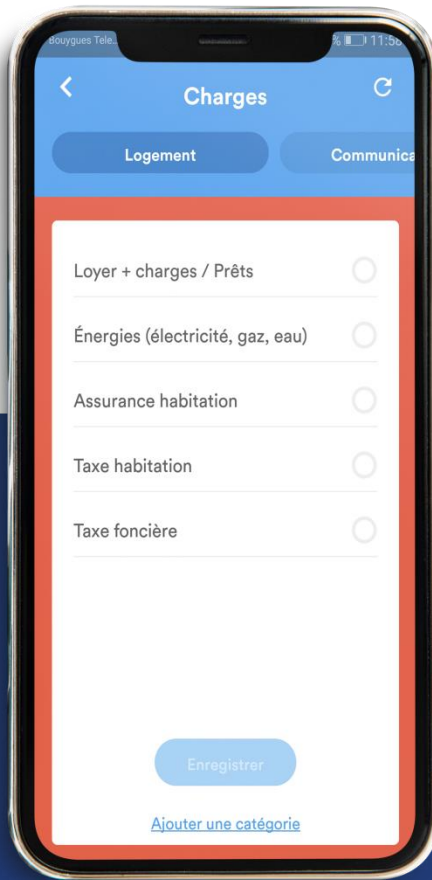 Bouygues Tele...
% 11:58
Charges
Logement
Communica
Loyer + charges / Prêts
Énergies (électricité, gaz, eau)
Assurance habitation
Taxe habitation
Taxe foncière
Enregistrer
Ajouter une catégorie